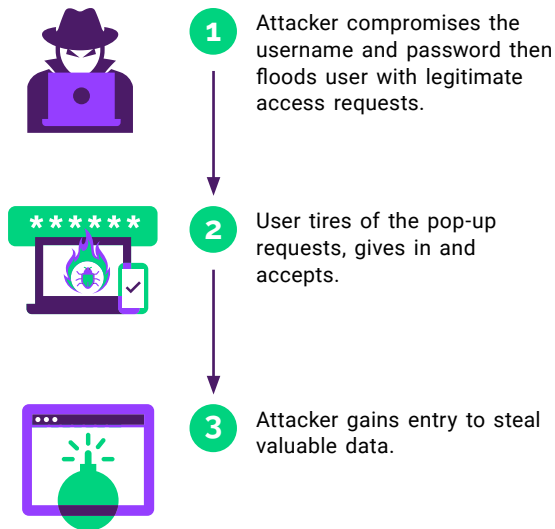 1
Attacker compromises the
username and password then
floods user with legitimate
access requests.
******
2
User tires of the pop-up
requests, gives in and
accepts.
3
Attacker gains entry to steal
valuable data.